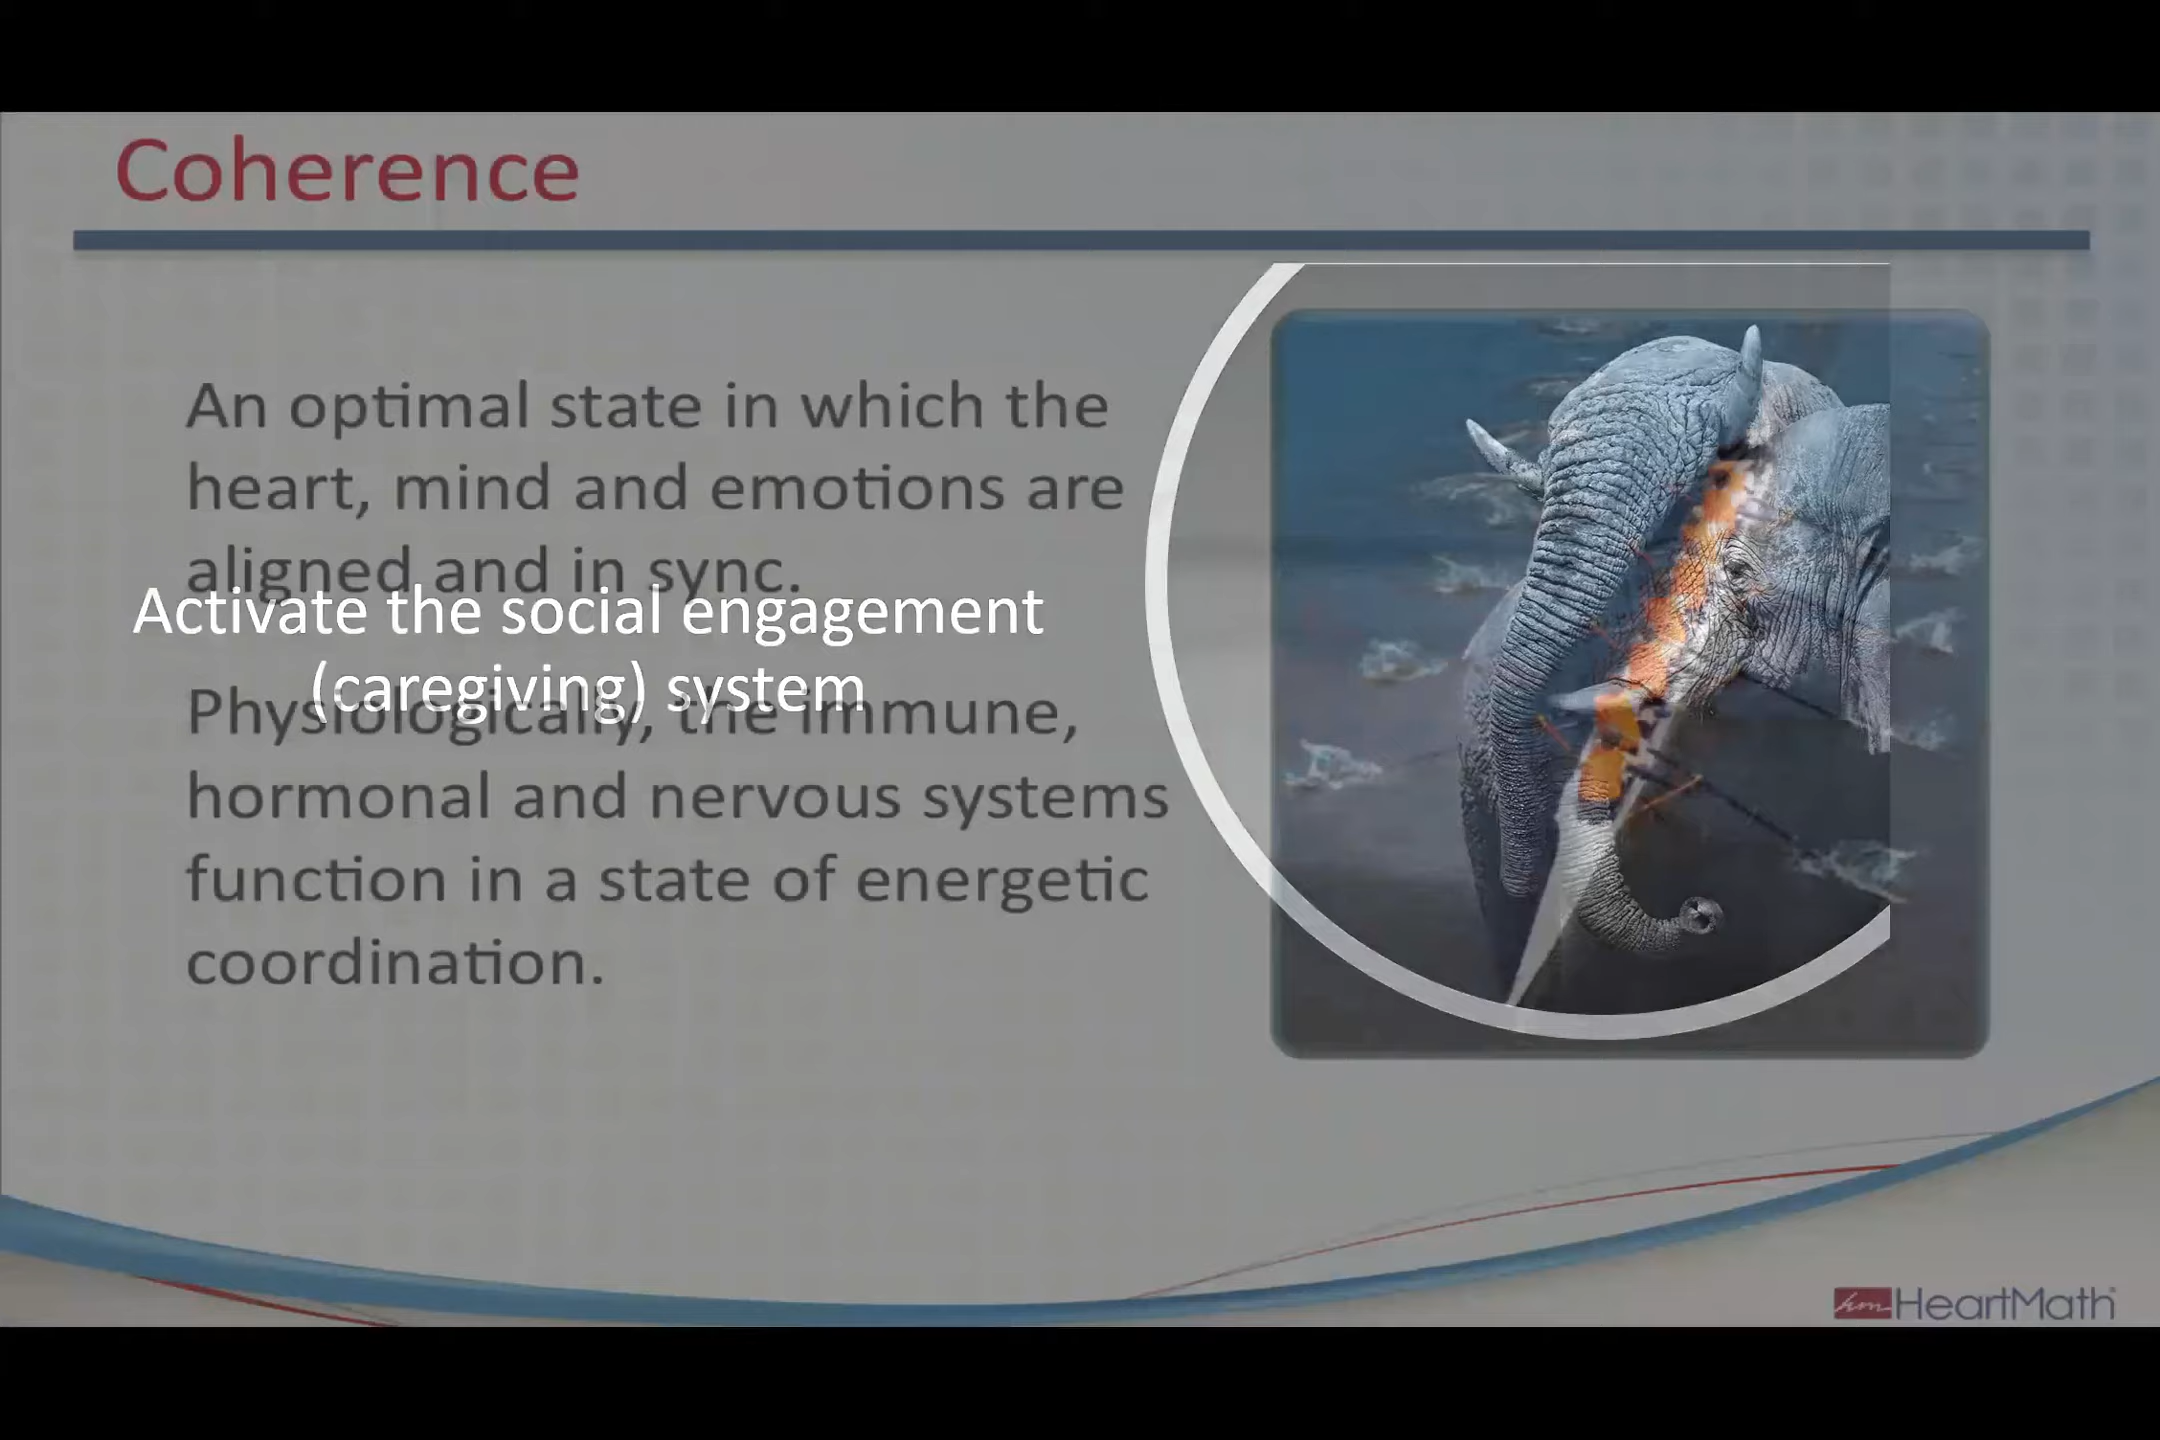 Coherence
An optimal state in which the
heart, mind and emotions are
aligned and in sync.
Activate the social engagement
(caregiving) system
Physiologically, the immune,
hormonal and nervous systems
function in a state of energetic
coordination.
hm HeartMath